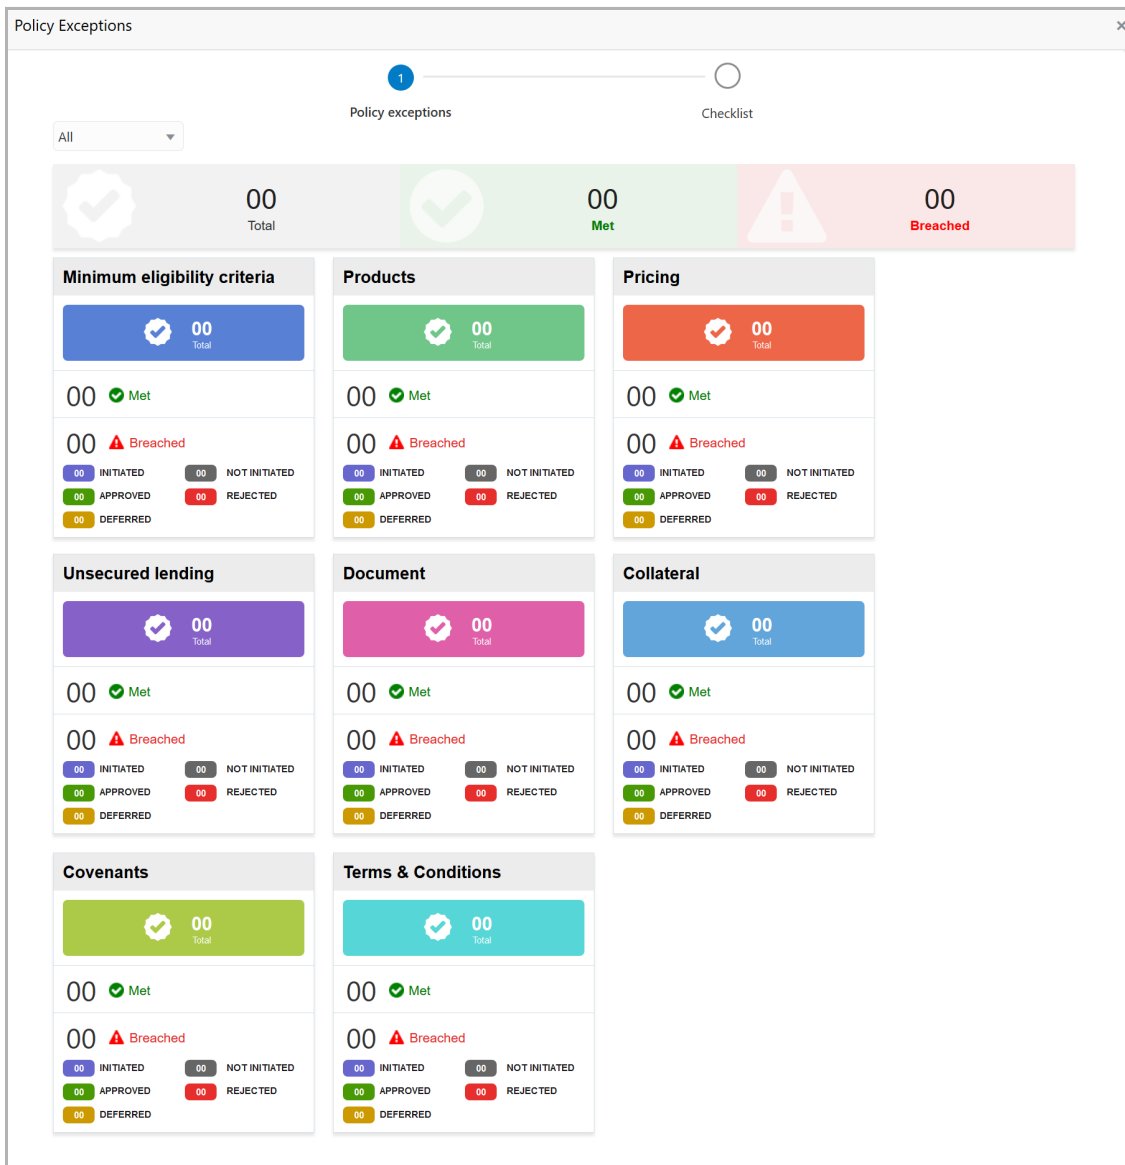 Policy Exceptions ×
1
Policy exceptions Checklist
All
00 00 00
Total Met Breached
Minimum eligibility criteria
00
Total
00 Met
00 Breached
00 INITIATED 00 NOT INITIATED
00 APPROVED 00 REJECTED
00 DEFERRED
Products
00
Total
00 Met
00 Breached
00 INITIATED 00 NOT INITIATED
00 APPROVED 00 REJECTED
00 DEFERRED
Pricing
00
Total
00 Met
00 Breached
00 INITIATED 00 NOT INITIATED
00 APPROVED 00 REJECTED
00 DEFERRED
Unsecured lending
00
Total
00 Met
00 Breached
00 INITIATED 00 NOT INITIATED
00 APPROVED 00 REJECTED
00 DEFERRED
Document
00
Total
00 Met
00 Breached
00 INITIATED 00 NOT INITIATED
00 APPROVED 00 REJECTED
00 DEFERRED
Collateral
00
Total
00 Met
00 Breached
00 INITIATED 00 NOT INITIATED
00 APPROVED 00 REJECTED
00 DEFERRED
Covenants
00
Total
00 Met
00 Breached
00 INITIATED 00 NOT INITIATED
00 APPROVED 00 REJECTED
00 DEFERRED
Terms & Conditions
00
Total
00 Met
00 Breached
00 INITIATED 00 NOT INITIATED
00 APPROVED 00 REJECTED
00 DEFERRED